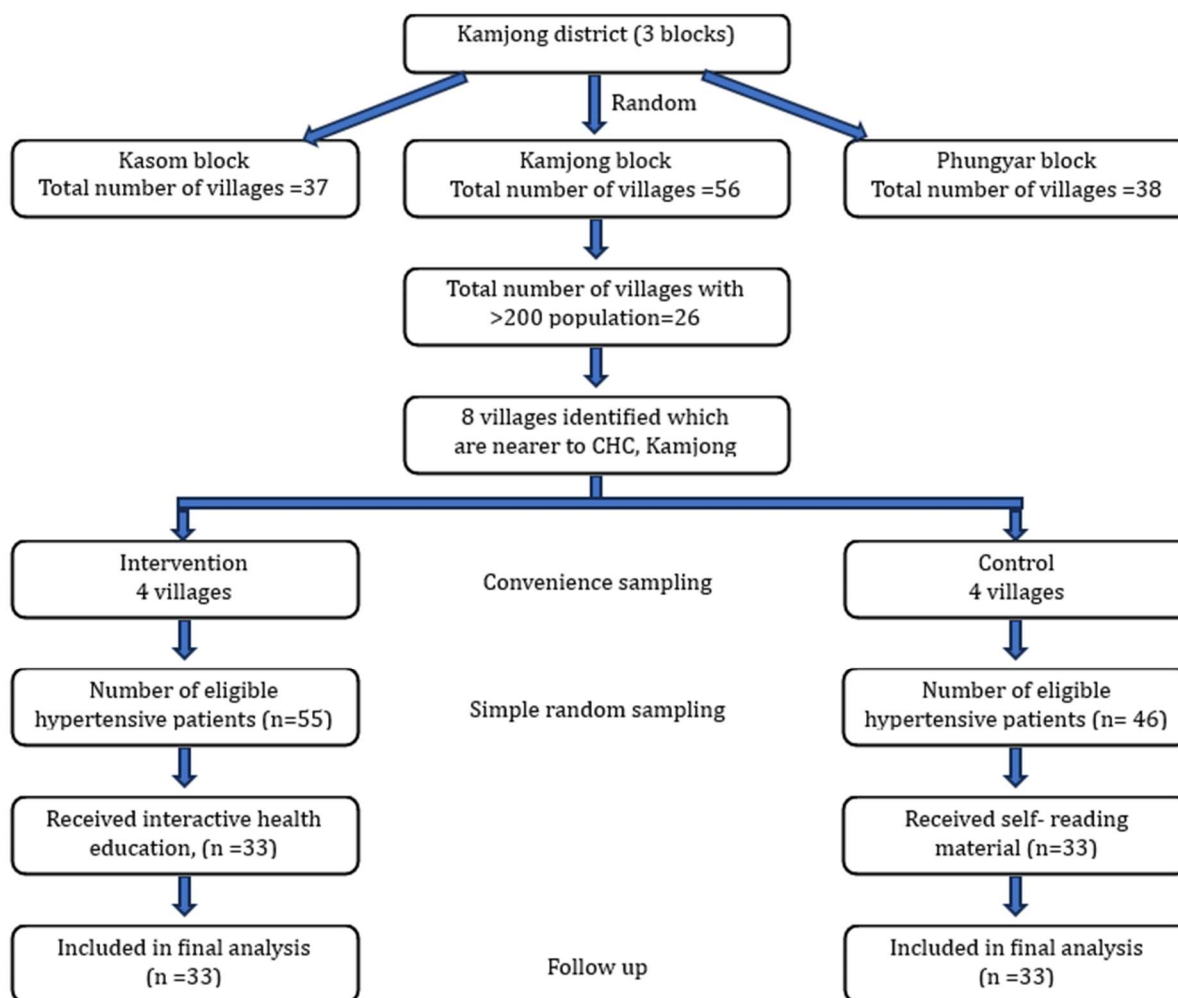 Kamjong district (3 blocks)
Random
Kasom block
Total number of villages =37
Kamjong block
Total number of villages =56
Phungyar block
Total number of villages =38
Total number of villages with
>200 population=26
8 villages identified which
are nearer to CHC, Kamjong
Intervention
4 villages
Convenience sampling
Control
4 villages
Number of eligible
hypertensive patients (n=55)
Simple random sampling
Number of eligible
hypertensive patients (n= 46)
Received interactive health
education, (n =33)
Received self- reading
material (n=33)
Included in final analysis
(n =33)
Follow up
Included in final analysis
(n =33)